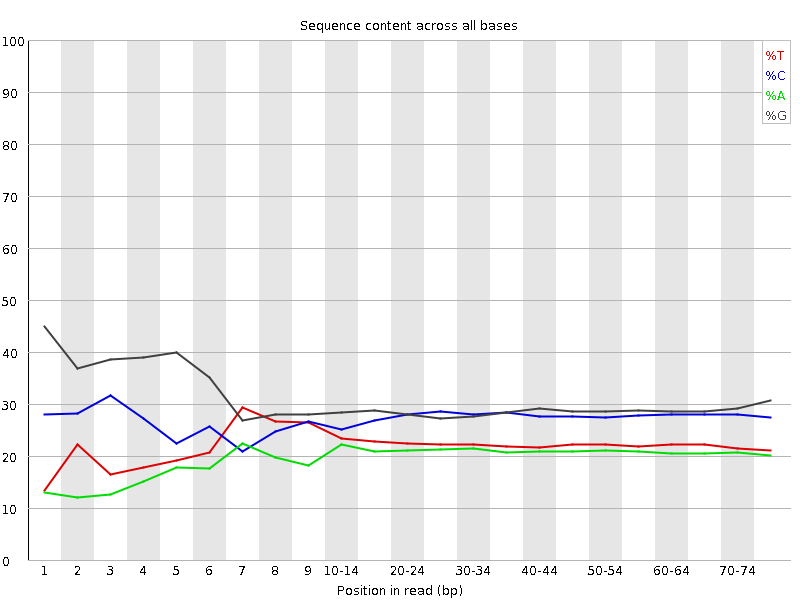 Sequence content across all bases
100
90
80
70
60
50
40
30
20
10
0
%T
%C
%A
%G
1 2 3 4 5 6 7 8 9 10-14 20-24 30-34 40-44 50-54 60-64 70-74
Position in read (bp)